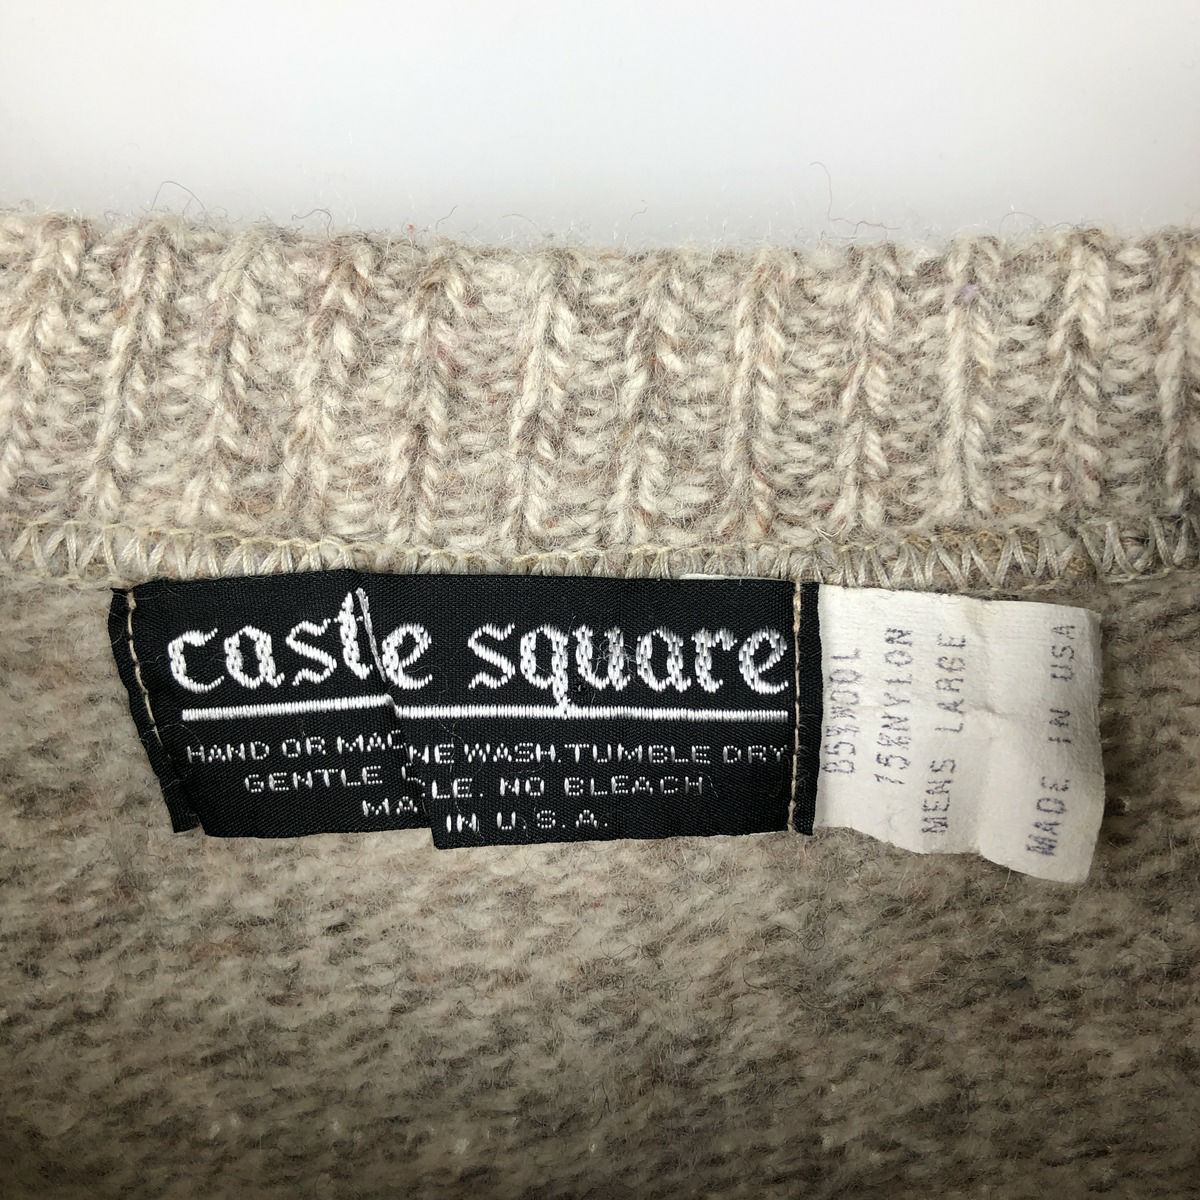 castle square
HAND OR MAC NE WASH.TUMBLE DRY
GENTLE LE. NO BLEACH
MA IN U.S.A.
85%WOOL
15%NYLON
MENS LARGE
MADE IN USA